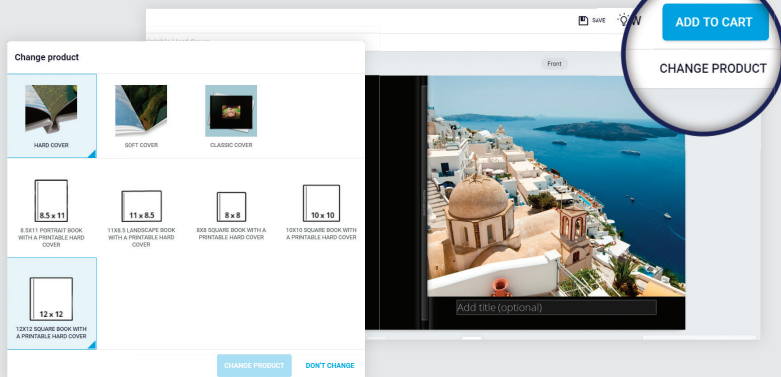 SAVE
ADD TO CART
CHANGE PRODUCT
Front
Change product
HARD COVER
SOFT COVER
CLASSIC COVER
8.5 x 11
11 x 8.5
8 x 8
10 x 10
8.5X11 PORTRAIT BOOK
WITH A PRINTABLE HARD
COVER
11X8.5 LANDSCAPE BOOK
WITH A PRINTABLE HARD
COVER
8X8 SQUARE BOOK WITH A
PRINTABLE HARD COVER
10X10 SQUARE BOOK WITH
A PRINTABLE HARD COVER
12 x 12
12X12 SQUARE BOOK WITH
A PRINTABLE HARD COVER
Add title (optional)
CHANGE PRODUCT
DON'T CHANGE